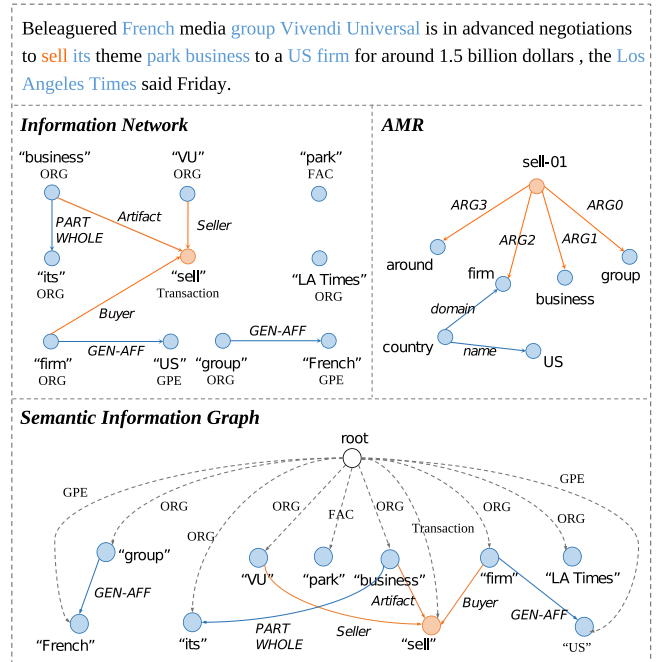 Beleaguered French media group Vivendi Universal is in advanced negotiations
to sell its theme park business to a US firm for around 1.5 billion dollars , the Los
Angeles Times said Friday.
Information Network
"business"
ORG
"VU"
ORG
"park"
FAC
PART
WHOLE
Artifact
Seller
"its"
ORG
"sell"
Transaction
"LA Times"
ORG
Buyer
GEN-AFF
GEN-AFF
"firm"
ORG
"US"
GPE
"group"
ORG
"French"
GPE
AMR
sell-01
ARG3
ARG2
ARG1
ARG0
around
firm
business
group
domain
country
name
US
Semantic Information Graph
root
GPE
ORG
ORG
ORG
FAC
ORG
Transaction
ORG
ORG
GPE
"group"
"VU"
"park"
"business"
"firm"
"LA Times"
GEN-AFF
Artifact
Buyer
GEN-AFF
"French"
"its"
PART
WHOLE
Seller
"sell"
"US"